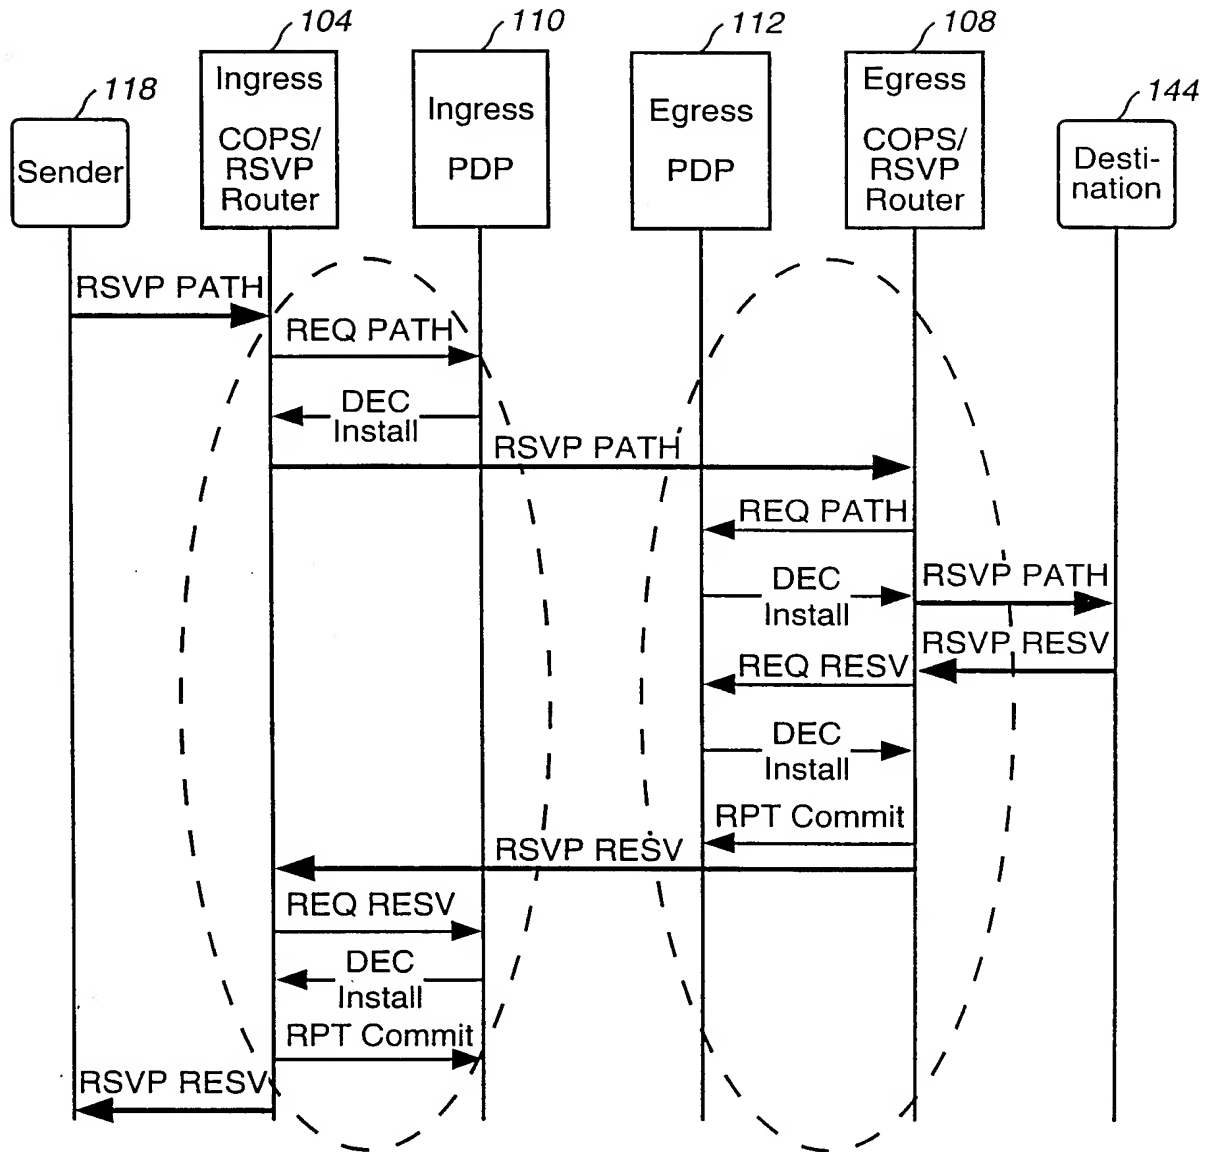 104
110
112
108
118
144
Sender
Ingress
COPS/
RSVP
Router
Ingress
PDP
Egress
PDP
Egress
COPS/
RSVP
Router
Desti-
nation
RSVP PATH
REQ PATH
DEC
Install
RSVP PATH
REQ PATH
DEC
Install
RSVP PATH
RSVP RESV
REQ RESV
DEC
Install
RPT Commit
RSVP RESV
REQ RESV
DEC
Install
RPT Commit
RSVP RESV